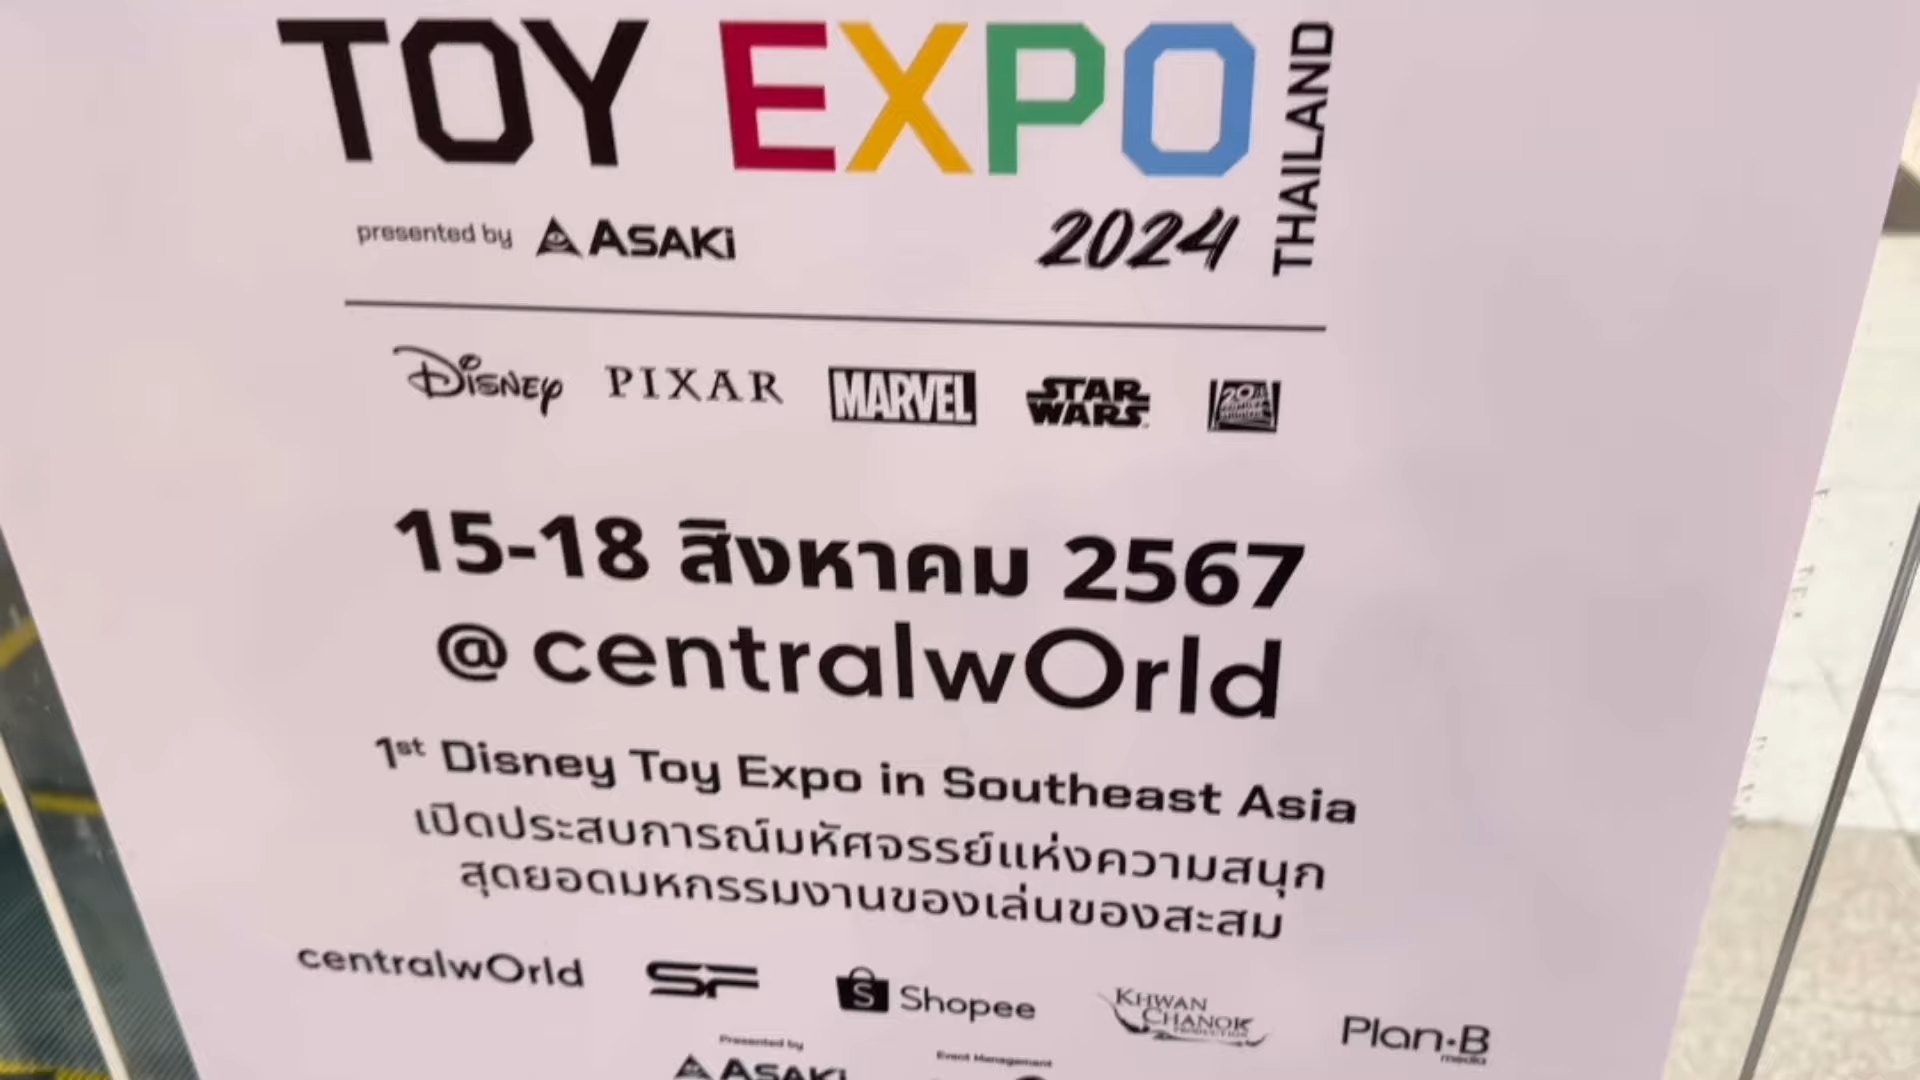 TOY EXPO
THAILAND
presented by ASAKi
2024
Disney PIXAR MARVEL STAR WARS 20th
15-18 สิงหาคม 2567
@ centralwOrld
1st Disney Toy Expo in Southeast Asia
เปิดประสบการณ์มหัศจรรย์แห่งความสนุก
สุดยอดมหกรรมงานของเล่นของสะสม
centralwOrld SF Shopee KHWAN CHANOK PRODUCTION Plan·B media
Presented by
ASAKi
Event Management